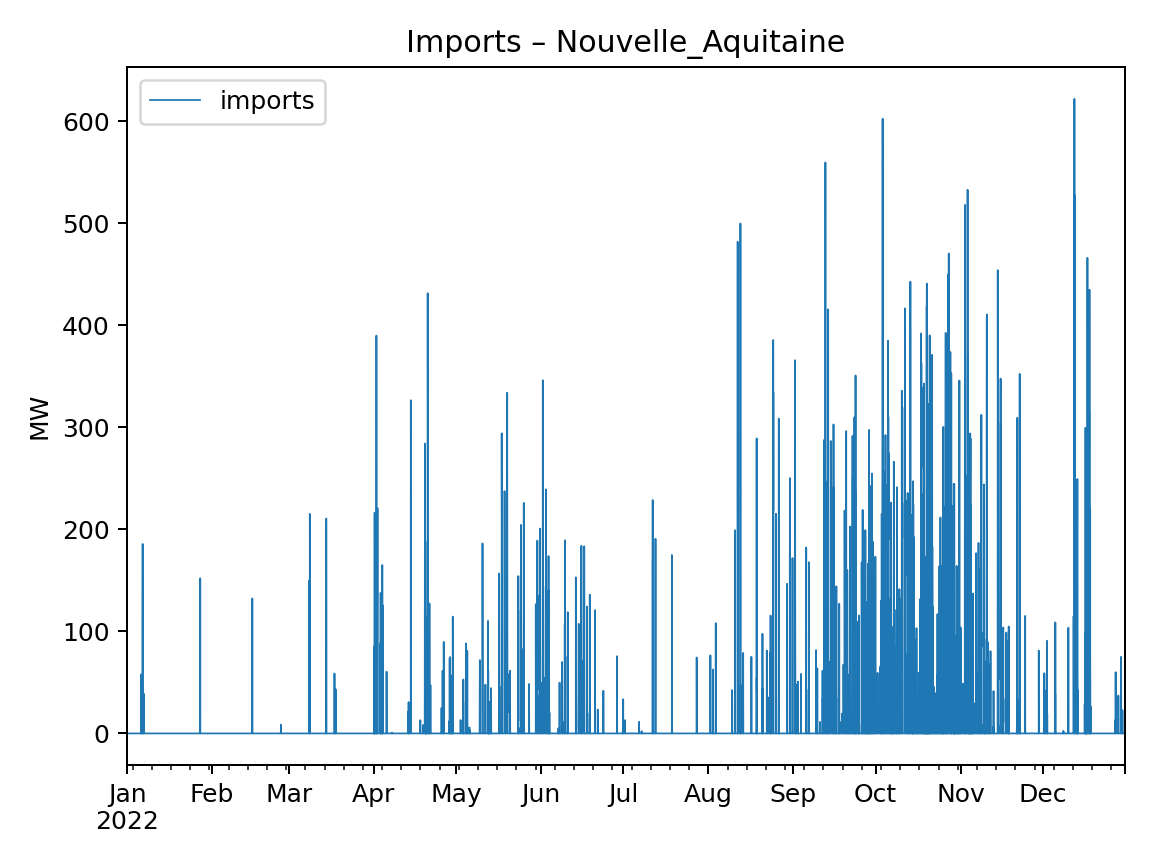 Imports – Nouvelle_Aquitaine
imports
MW
600
500
400
300
200
100
0
Jan Feb Mar Apr May Jun Jul Aug Sep Oct Nov Dec
2022